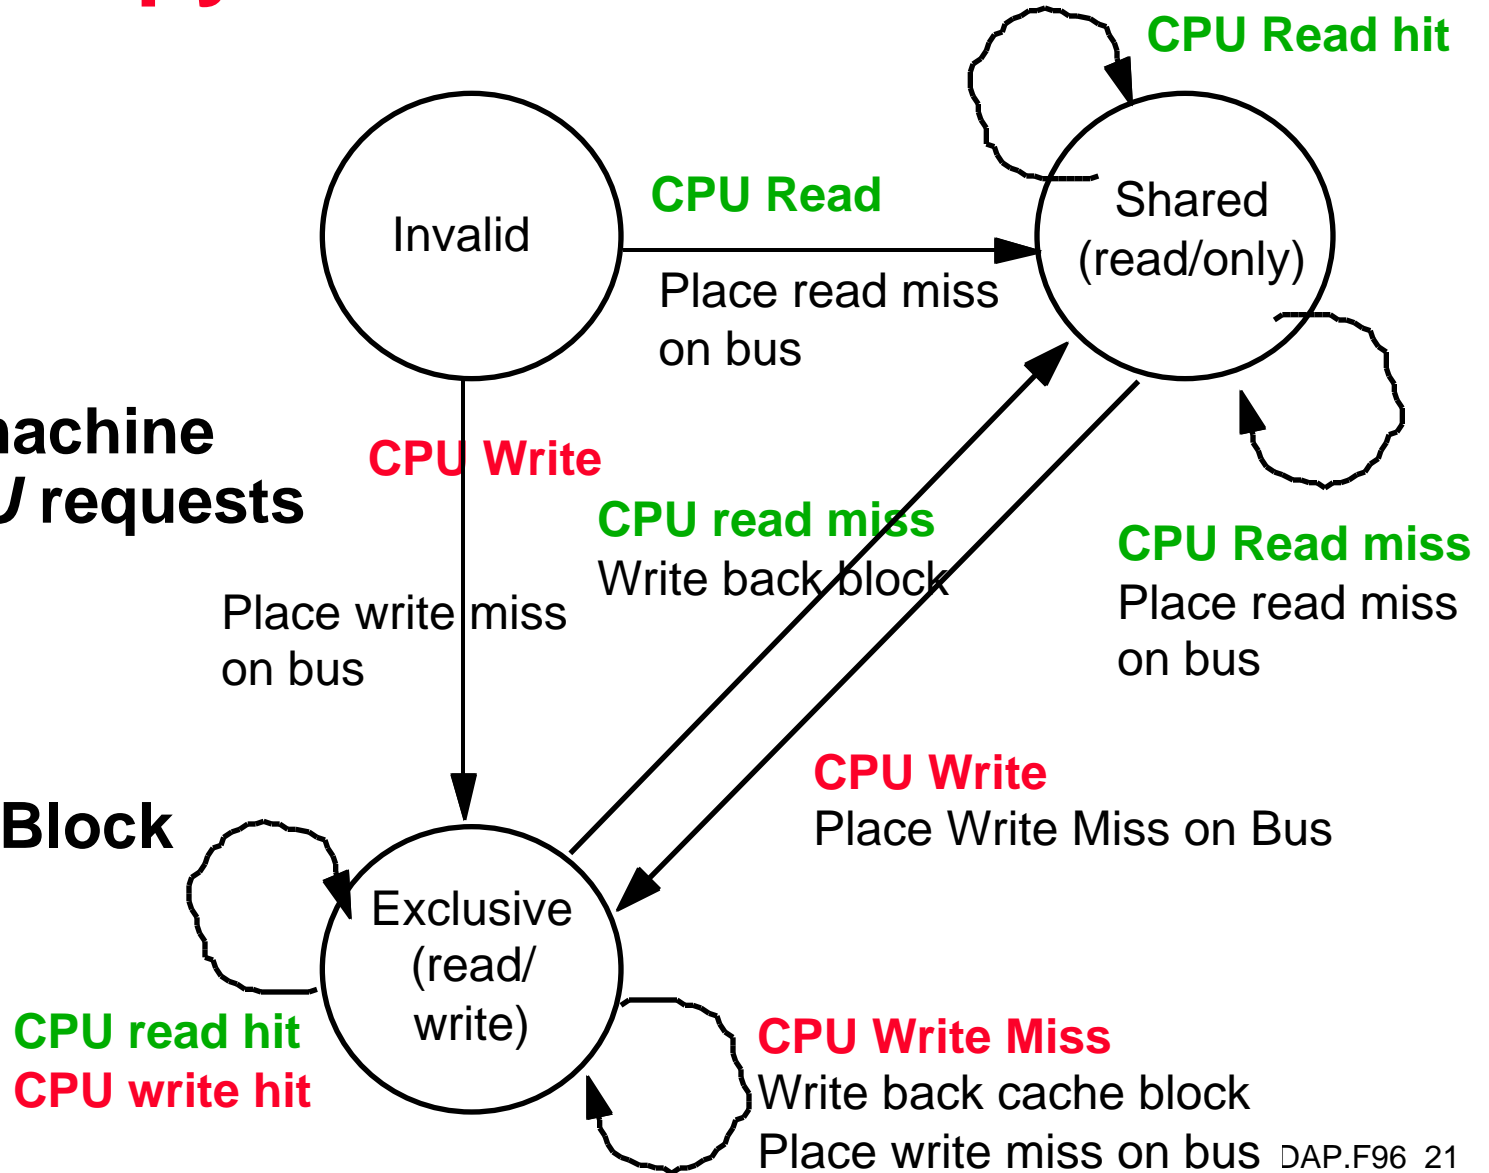 CPU Read hit
CPU Read
Invalid
Shared
(read/only)
Place read miss
on bus
requests
CPU Write
CPU read miss
Write back block
CPU Read miss
Place read miss
on bus
Place write miss
on bus
CPU Write
Place Write Miss on Bus
Block
Exclusive
(read/
write)
CPU read hit
CPU write hit
CPU Write Miss
Write back cache block
Place write miss on bus
DAP.F96 21